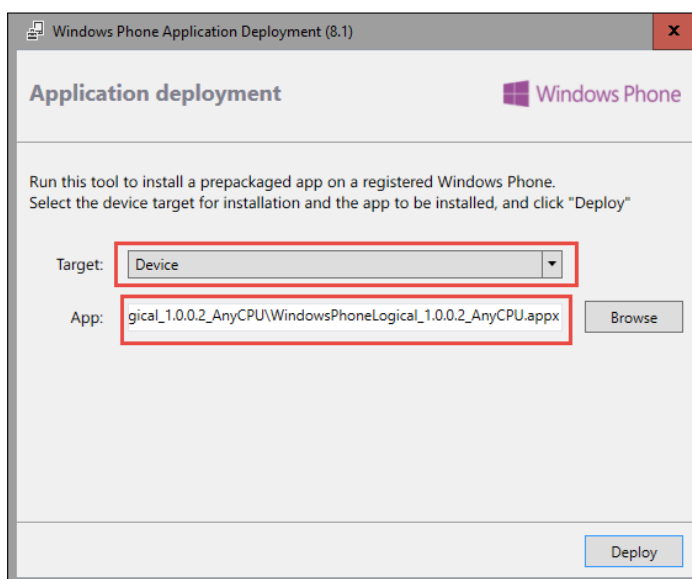 Windows Phone Application Deployment (8.1)
x
Application deployment
Windows Phone
Run this tool to install a prepackaged app on a registered Windows Phone.
Select the device target for installation and the app to be installed, and click "Deploy"
Target: Device
App: gical_1.0.0.2_AnyCPU\WindowsPhoneLogical_1.0.0.2_AnyCPU.appx Browse
Deploy